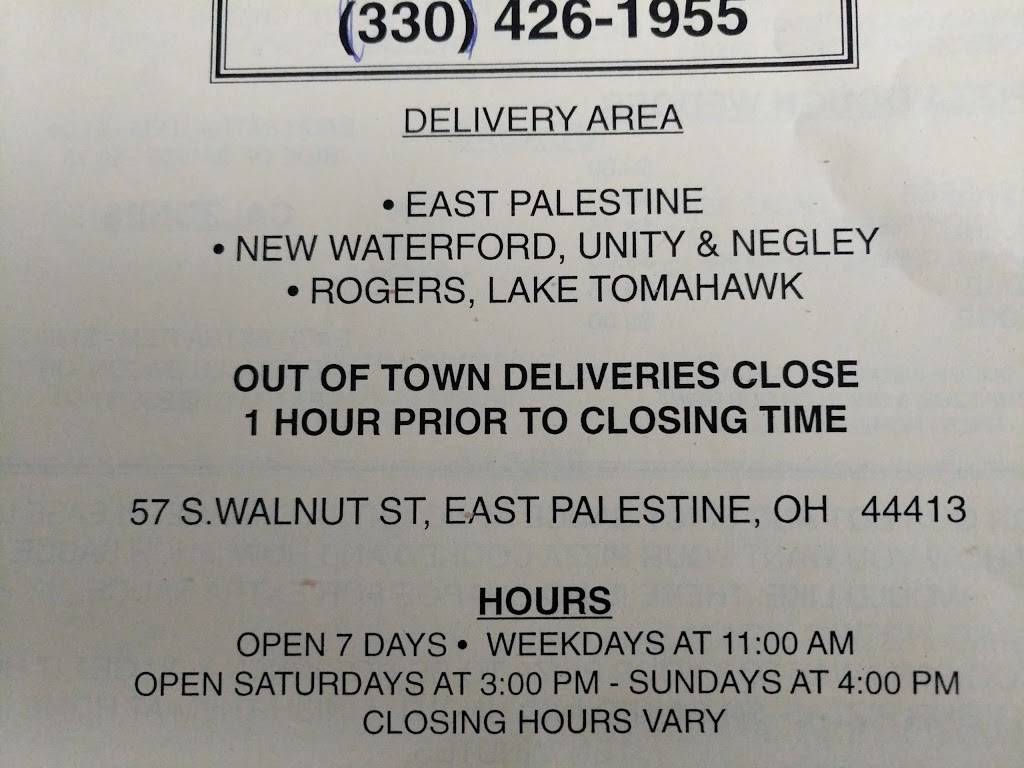 (330) 426-1955
DELIVERY AREA
• EAST PALESTINE
• NEW WATERFORD, UNITY & NEGLEY
• ROGERS, LAKE TOMAHAWK
OUT OF TOWN DELIVERIES CLOSE
1 HOUR PRIOR TO CLOSING TIME
57 S.WALNUT ST, EAST PALESTINE, OH 44413
HOURS
OPEN 7 DAYS • WEEKDAYS AT 11:00 AM
OPEN SATURDAYS AT 3:00 PM - SUNDAYS AT 4:00 PM
CLOSING HOURS VARY